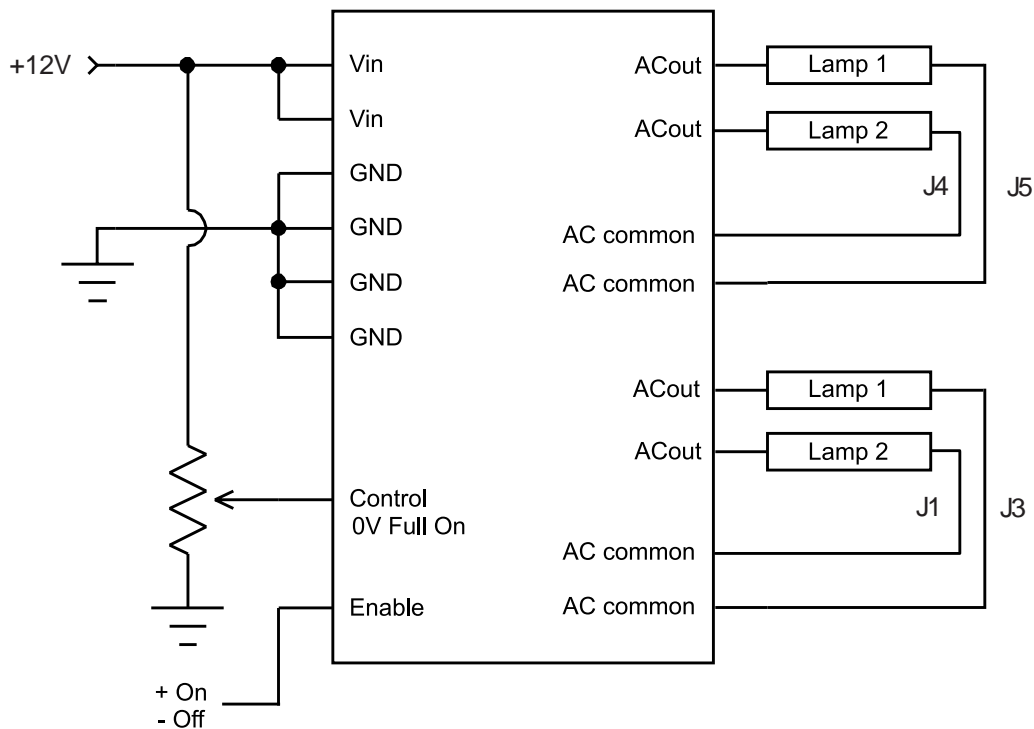 +12V
Vin
Vin
GND
GND
GND
GND
Control
0V Full On
Enable
+ On
- Off
ACout
Lamp 1
ACout
Lamp 2
J4
J5
AC common
AC common
ACout
Lamp 1
ACout
Lamp 2
J1
J3
AC common
AC common